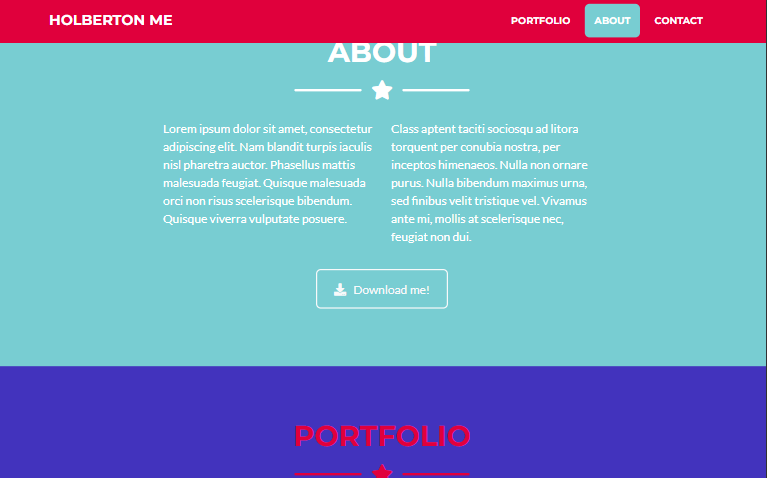 HOLBERTON ME
PORTFOLIO
ABOUT
CONTACT
ABOUT
Lorem ipsum dolor sit amet, consectetur
adipiscing elit. Nam blandit turpis iaculis
nisl pharetra auctor. Phasellus mattis
malesuada feugiat. Quisque malesuada
orci non risus scelerisque bibendum.
Quisque viverra vulputate posuere.
Class aptent taciti sociosqu ad litora
torquent per conubia nostra, per
inceptos himenaeos. Nulla non ornare
purus. Nulla bibendum maximus urna,
sed finibus velit tristique vel. Vivamus
ante mi, mollis at scelerisque nec,
feugiat non dui.
Download me!
PORTFOLIO